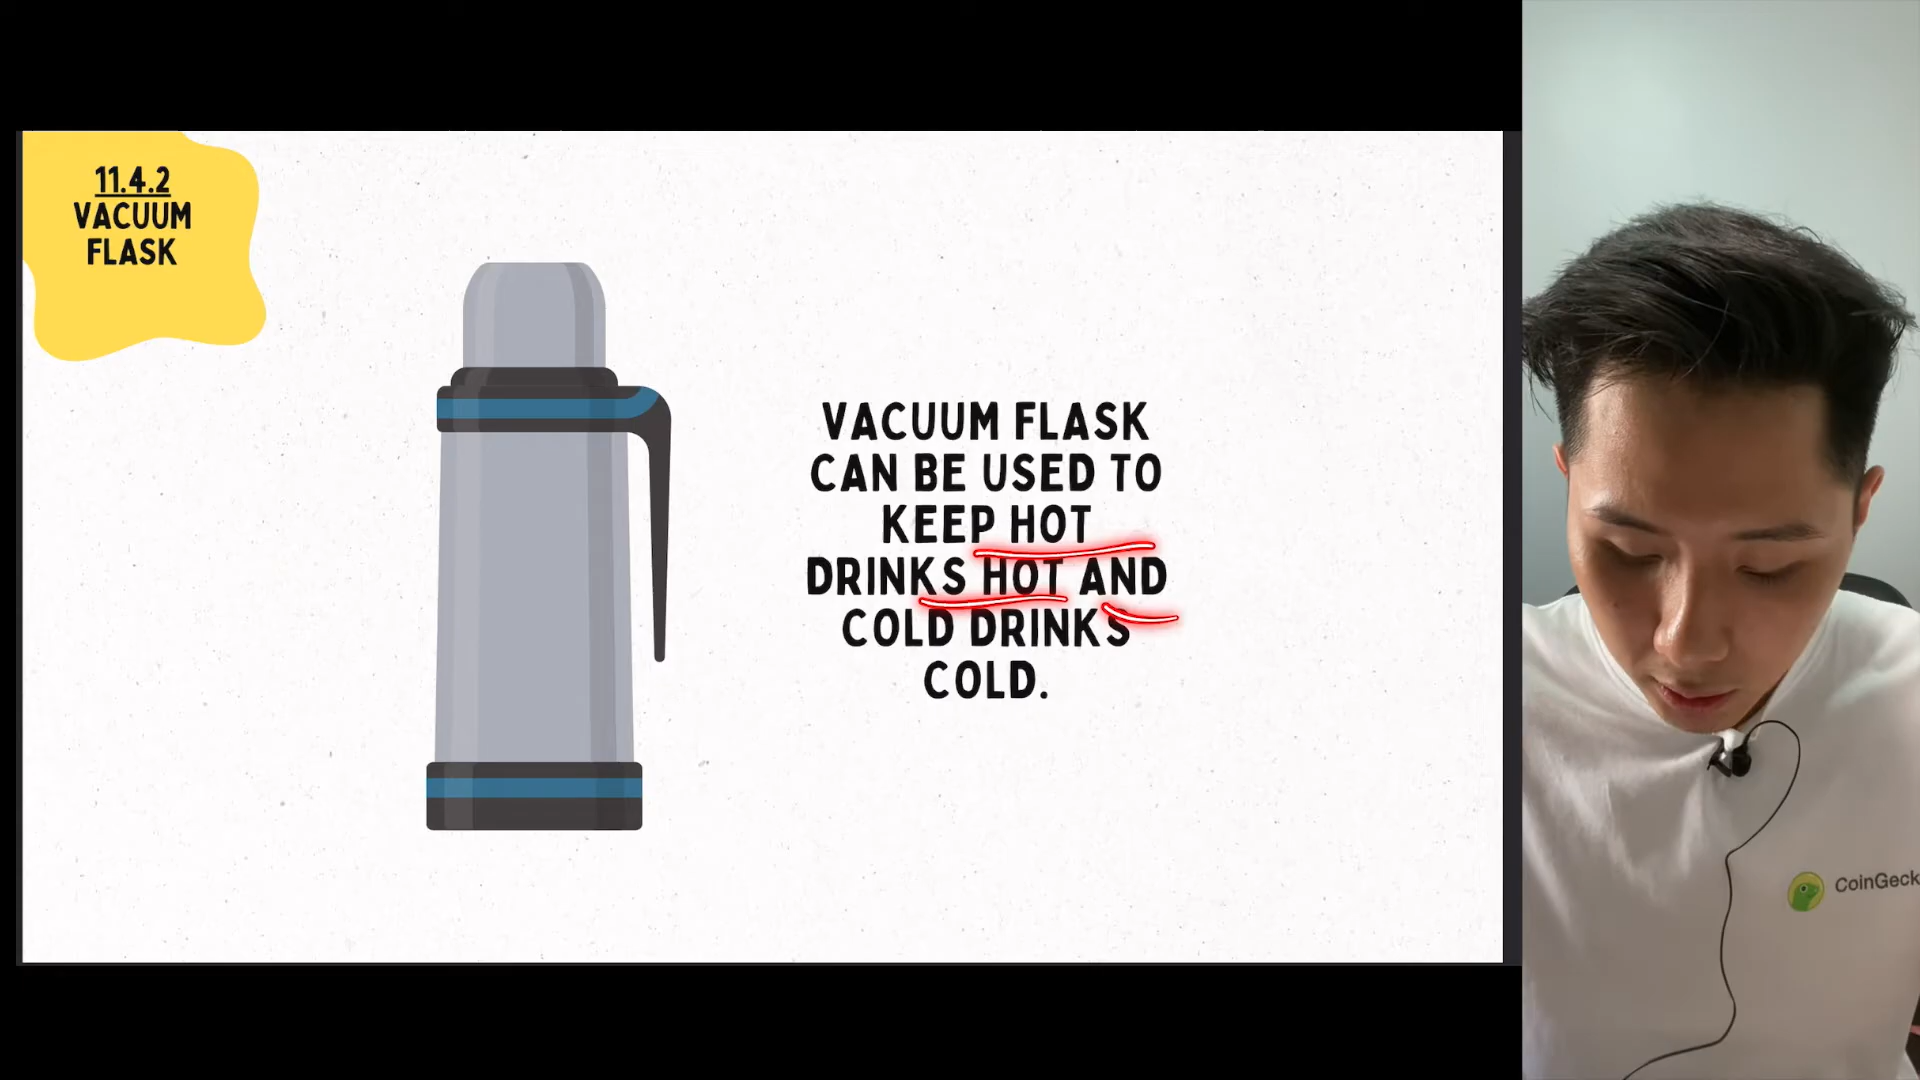 11.4.2
VACUUM
FLASK
VACUUM FLASK
CAN BE USED TO
KEEP HOT
DRINKS HOT AND
COLD DRINKS
COLD.
CoinGeck